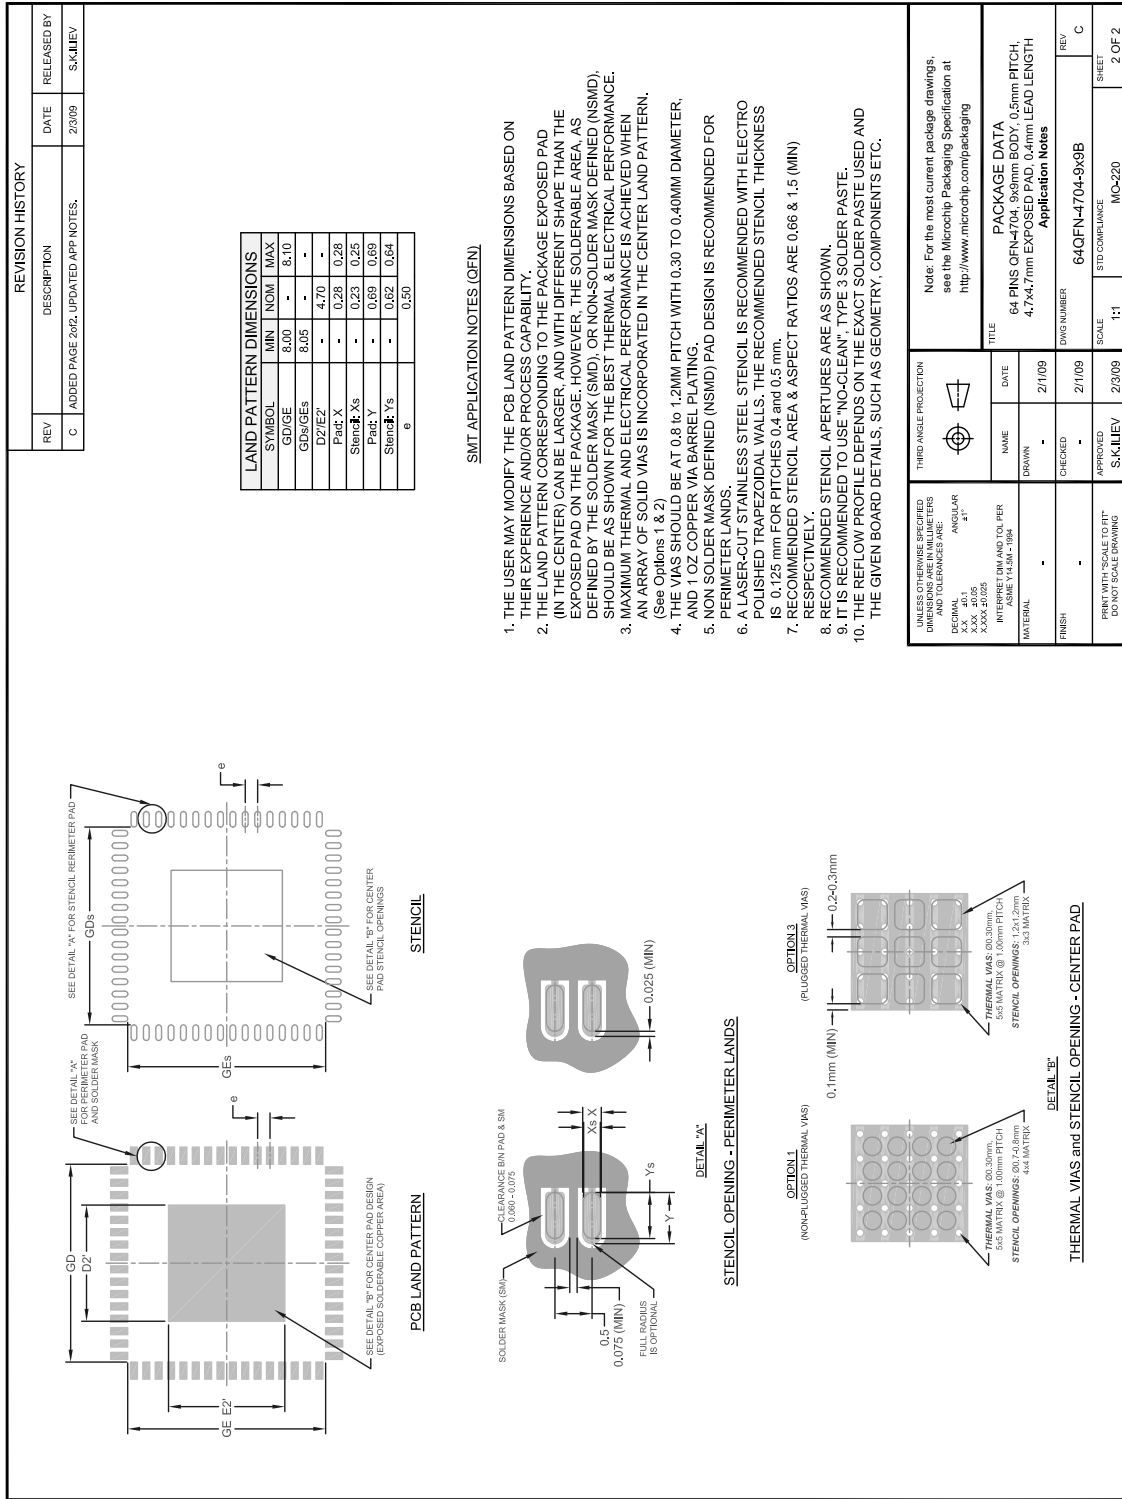 REVISION HISTORY
REV DESCRIPTION DATE RELEASED BY
C ADDED PAGE 2of2. UPDATED APP NOTES. 2/3/09 S.K.ILIEV
SEE DETAIL "A"
FOR PERIMETER PAD
AND SOLDER MASK
GD
D2'
GE
E2'
e
SEE DETAIL "B" FOR CENTER PAD DESIGN
(EXPOSED SOLDERABLE COPPER AREA)
PCB LAND PATTERN
SEE DETAIL "A" FOR STENCIL RERIMETER PAD
GDs
GEs
e
SEE DETAIL "B" FOR CENTER
PAD STENCIL OPENINGS
STENCIL
LAND PATTERN DIMENSIONS
SYMBOL MIN NOM MAX
GD/GE 8.00 - 8.10
GDs/GEs 8.05 - -
D2'/E2' - 4.70 -
Pad: X - 0.28 0.28
Stencil: Xs - 0.23 0.25
Pad: Y - 0.69 0.69
Stencil: Ys - 0.62 0.64
e 0.50
SOLDER MASK (SM)
CLEARANCE B/N PAD & SM
0.060 - 0.075
0.5
0.075 (MIN)
FULL RADIUS
IS OPTIONAL
Xs X
Ys
Y
0.025 (MIN)
DETAIL "A"
STENCIL OPENING - PERIMETER LANDS
OPTION 1
(NON-PLUGGED THERMAL VIAS)
THERMAL VIAS: Ø0.30mm,
5x5 MATRIX @ 1.00mm PITCH
STENCIL OPENINGS: Ø0.7-0.8mm
4x4 MATRIX
OPTION 3
(PLUGGED THERMAL VIAS)
0.1mm (MIN)
0.2-0.3mm
THERMAL VIAS: Ø0.30mm,
5x5 MATRIX @ 1.00mm PITCH
STENCIL OPENINGS: 1.2x1.2mm
3x3 MATRIX
DETAIL "B"
THERMAL VIAS and STENCIL OPENING - CENTER PAD
SMT APPLICATION NOTES (QFN)
1. THE USER MAY MODIFY THE PCB LAND PATTERN DIMENSIONS BASED ON
THEIR EXPERIENCE AND/OR PROCESS CAPABILITY.
2. THE LAND PATTERN CORRESPONDING TO THE PACKAGE EXPOSED PAD
(IN THE CENTER) CAN BE LARGER, AND WITH DIFFERENT SHAPE THAN THE
EXPOSED PAD ON THE PACKAGE. HOWEVER, THE SOLDERABLE AREA, AS
DEFINED BY THE SOLDER MASK (SMD), OR NON-SOLDER MASK DEFINED (NSMD),
SHOULD BE AS SHOWN FOR THE BEST THERMAL & ELECTRICAL PERFORMANCE.
3. MAXIMUM THERMAL AND ELECTRICAL PERFORMANCE IS ACHIEVED WHEN
AN ARRAY OF SOLID VIAS IS INCORPORATED IN THE CENTER LAND PATTERN.
(See Options 1 & 2)
4. THE VIAS SHOULD BE AT 0.8 to 1.2MM PITCH WITH 0.30 TO 0.40MM DIAMETER,
AND 1 OZ COPPER VIA BARREL PLATING.
5. NON SOLDER MASK DEFINED (NSMD) PAD DESIGN IS RECOMMENDED FOR
PERIMETER LANDS.
6. A LASER-CUT STAINLESS STEEL STENCIL IS RECOMMENDED WITH ELECTRO
POLISHED TRAPEZOIDAL WALLS. THE RECOMMENDED STENCIL THICKNESS
IS 0.125 mm FOR PITCHES 0.4 and 0.5 mm.
7. RECOMMENDED STENCIL AREA & ASPECT RATIOS ARE 0.66 & 1.5 (MIN)
RESPECTIVELY.
8. RECOMMENDED STENCIL APERTURES ARE AS SHOWN.
9. IT IS RECOMMENDED TO USE "NO-CLEAN", TYPE 3 SOLDER PASTE.
10. THE REFLOW PROFILE DEPENDS ON THE EXACT SOLDER PASTE USED AND
THE GIVEN BOARD DETAILS, SUCH AS GEOMETRY, COMPONENTS ETC.
UNLESS OTHERWISE SPECIFIED
DIMENSIONS ARE IN MILLIMETERS
AND TOLERANCES ARE:
DECIMAL ANGULAR
X.X ±0.1 ±1°
X.XX ±0.05
X.XXX ±0.025
INTERPRET DIM AND TOL PER
ASME Y14.5M - 1994
MATERIAL
-
FINISH
-
PRINT WITH "SCALE TO FIT"
DO NOT SCALE DRAWING
THIRD ANGLE PROJECTION
NAME DATE
DRAWN
- 2/1/09
CHECKED
- 2/1/09
APPROVED
S.K.ILIEV 2/3/09
Note: For the most current package drawings,
see the Microchip Packaging Specification at
http://www.microchip.com/packaging
TITLE
PACKAGE DATA
64 PINS QFN-4704, 9x9mm BODY, 0.5mm PITCH,
4.7x4.7mm EXPOSED PAD, 0.4mm LEAD LENGTH
Application Notes
DWG NUMBER
64QFN-4704-9x9B
REV
C
SCALE
1:1
STD COMPLIANCE
MO-220
SHEET
2 OF 2